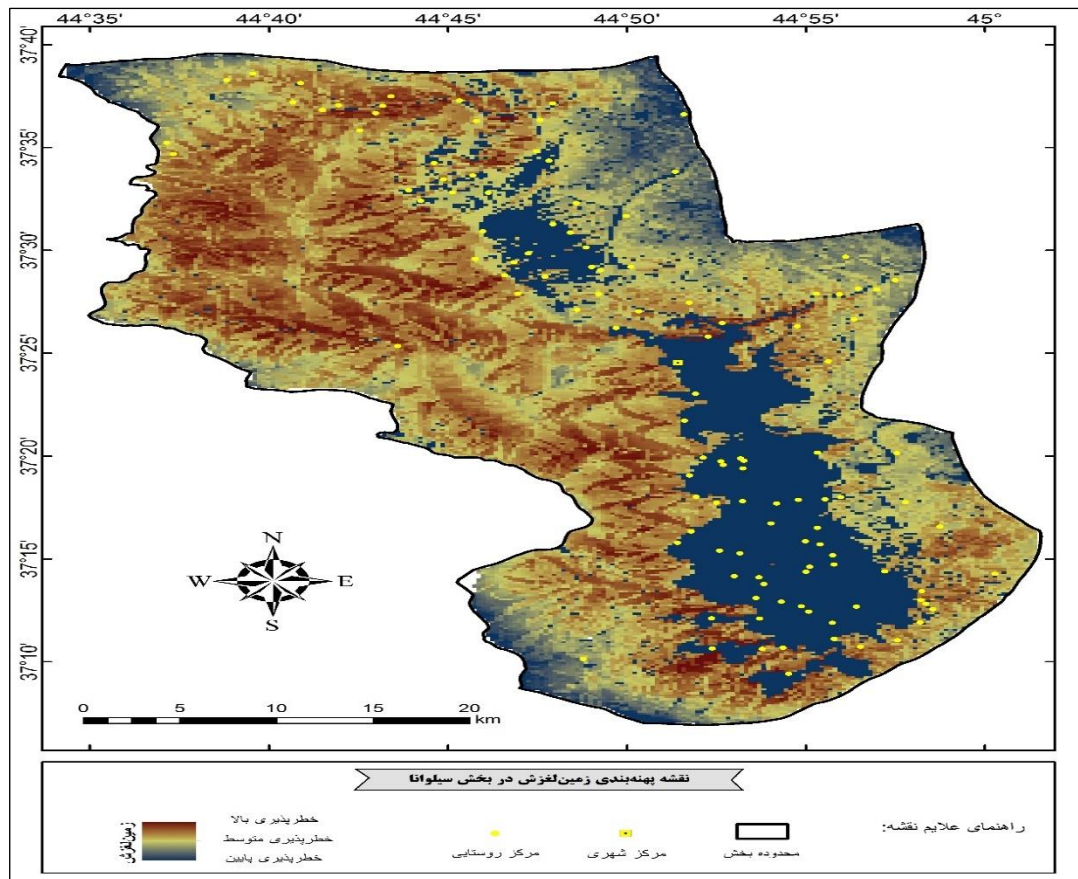 44°35' 44°40' 44°45' 44°50' 44°55' 45°
37°40'
37°35'
37°30'
37°25'
37°20'
37°15'
37°10'
N
W E
S
0 5 10 15 20
km
نقشه پهنه‌بندی زمین‌لغزش در بخش سیلوانا
راهنمای علایم نقشه:
محدوده بخش
مرکز شهری
مرکز روستایی
زمین‌لغزش
خطرپذیری بالا
خطرپذیری متوسط
خطرپذیری پایین